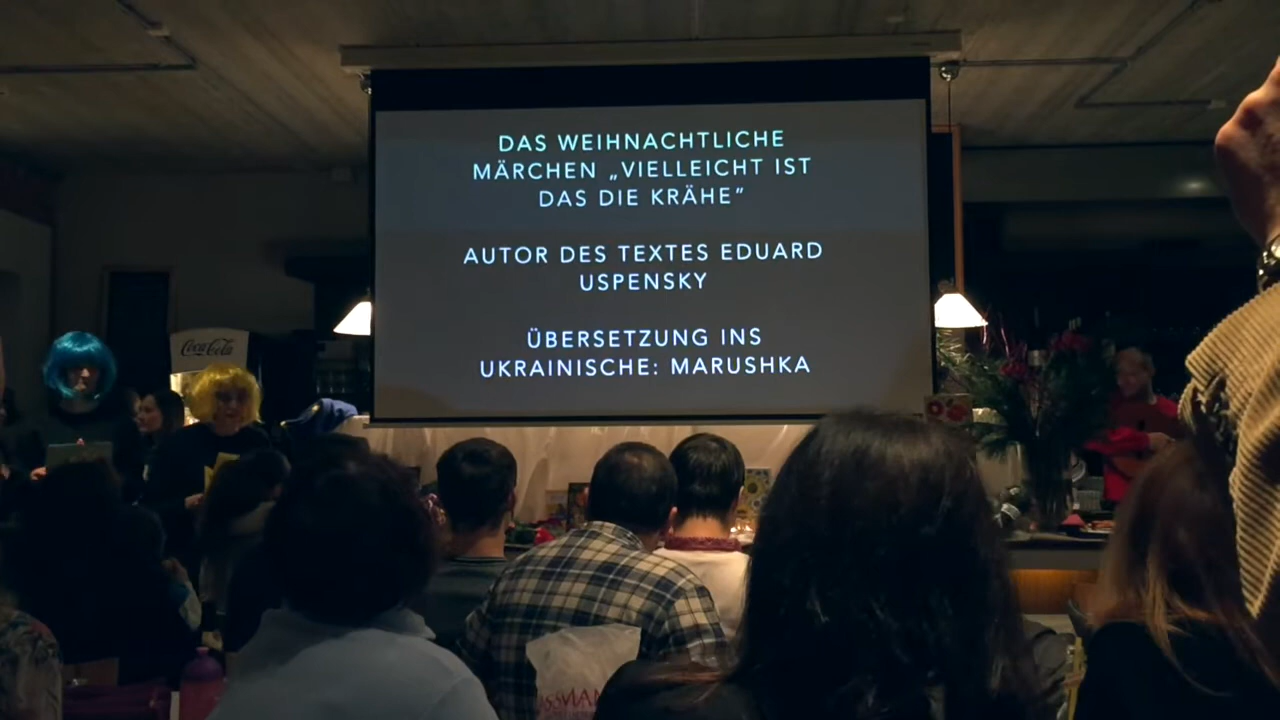 DAS WEIHNACHTLICHE
MÄRCHEN „VIELLEICHT IST
DAS DIE KRÄHE”
AUTOR DES TEXTES EDUARD
USPENSKY
ÜBERSETZUNG INS
UKRAINISCHE: MARUSHKA
Coca-Cola